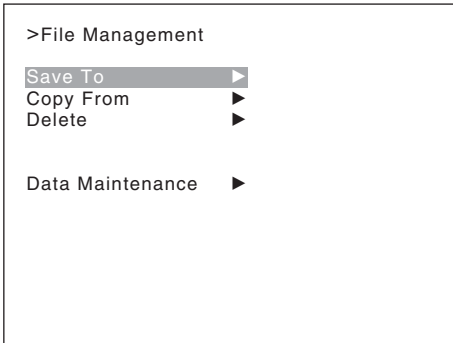 >File Management
Save To ▶
Copy From ▶
Delete ▶
Data Maintenance ▶